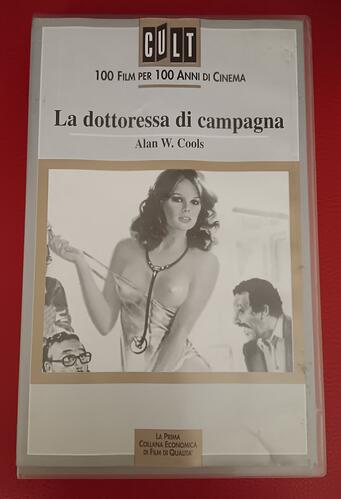 CULT
100 FILM PER 100 ANNI DI CINEMA
La dottoressa di campagna
Alan W. Cools
LA PRIMA
COLLANA ECONOMICA
DI FILM DI QUALITA'